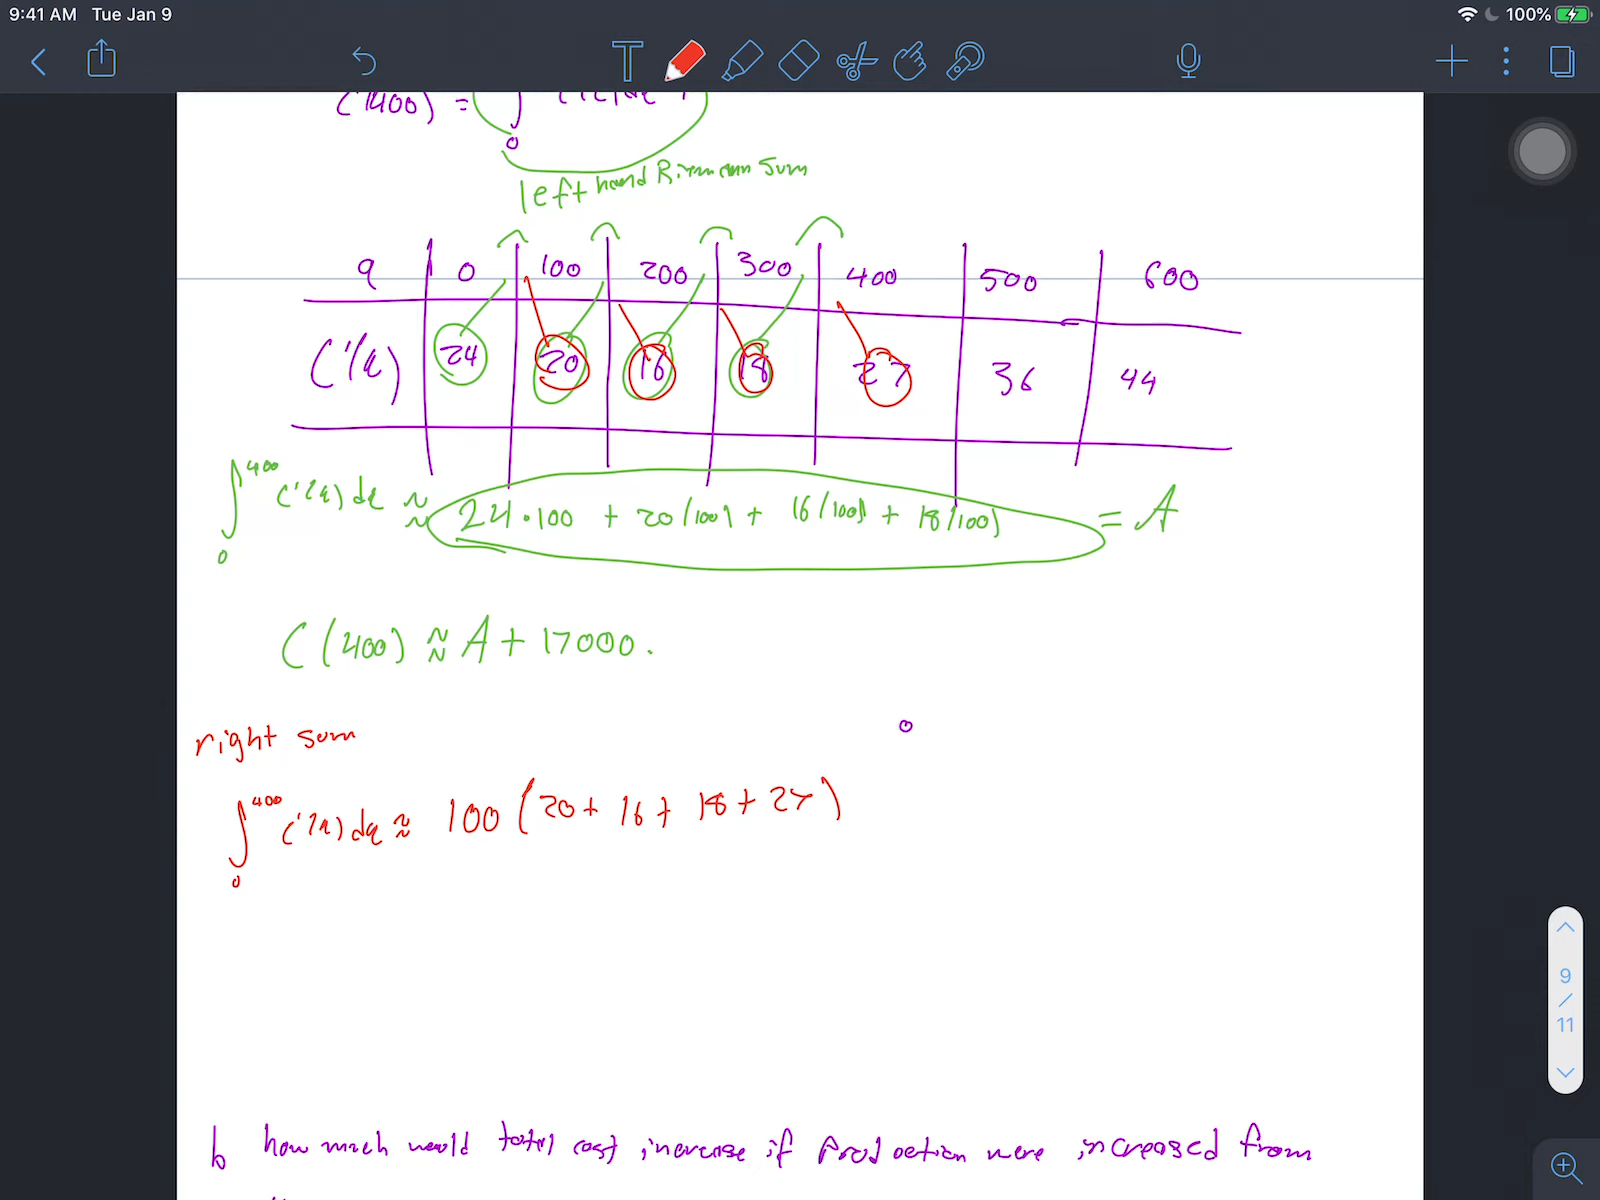 9:41 AM Tue Jan 9
100%
T
C(400) =
0
left hand Riemann Sum
q 0 100 200 300 400 500 600
C'(q) 24 20 16 18 27 36 44
∫₀⁴⁰⁰ C'(q) dq ≈ 24·100 + 20(100) + 16(100) + 18(100) = A
C(400) ≈ A + 17000.
right sum
∫₀⁴⁰⁰ C'(q) dq ≈ 100 (20 + 16 + 18 + 27)
9
/
11
b how much would total cost increase if production were increased from